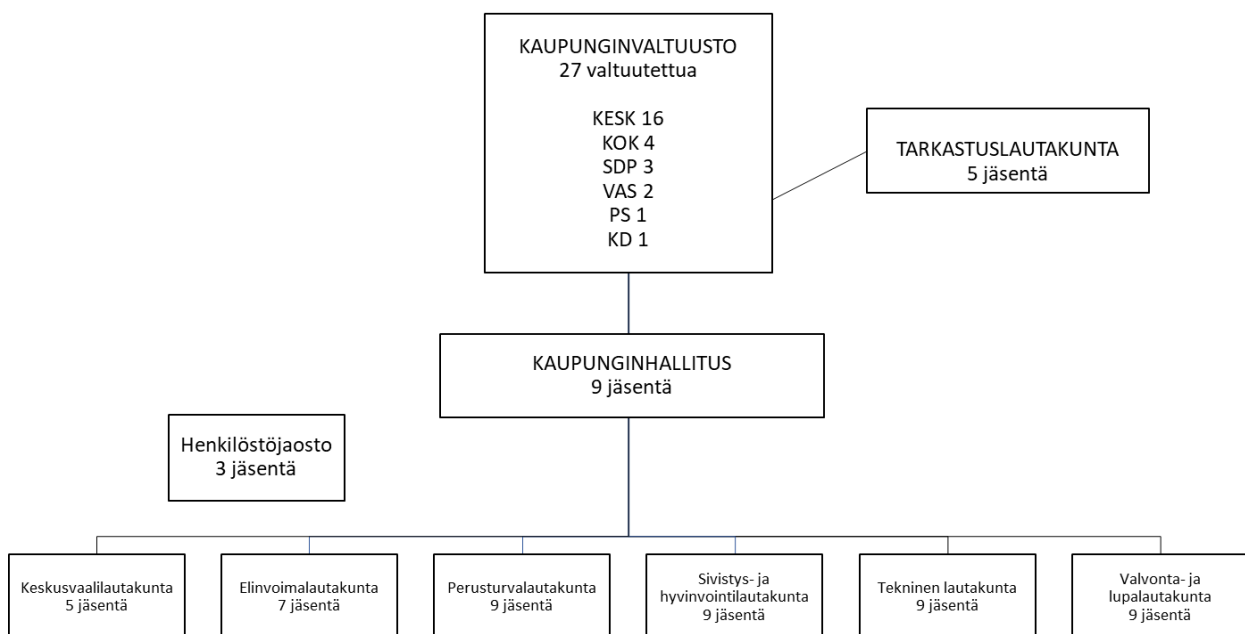 KAUPUNGINVALTUUSTO
27 valtuutettua
KESK 16
KOK 4
SDP 3
VAS 2
PS 1
KD 1
TARKASTUSLAUTAKUNTA
5 jäsentä
KAUPUNGINHALLITUS
9 jäsentä
Henkilöstöjaosto
3 jäsentä
Keskusvaalilautakunta
5 jäsentä
Elinvoimalautakunta
7 jäsentä
Perusturvalautakunta
9 jäsentä
Sivistys- ja
hyvinvointilautakunta
9 jäsentä
Tekninen lautakunta
9 jäsentä
Valvonta- ja
lupalautakunta
9 jäsentä